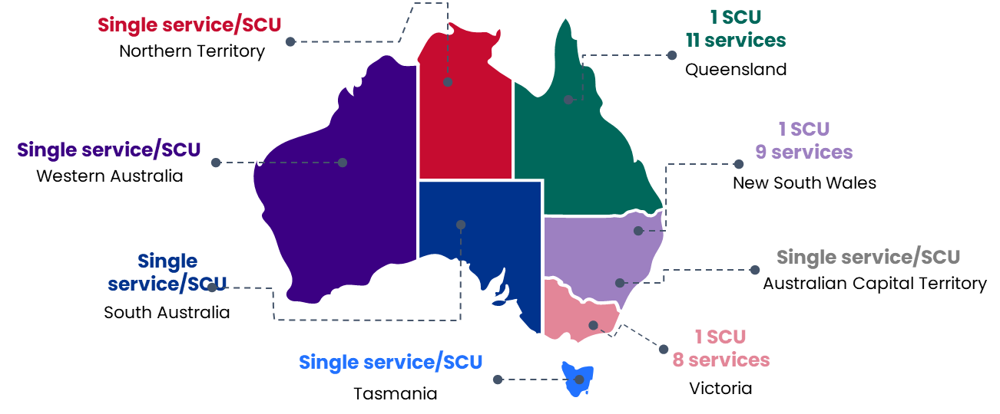 Single service/SCU
Northern Territory
1 SCU
11 services
Queensland
Single service/SCU
Western Australia
1 SCU
9 services
New South Wales
Single
service/SCU
South Australia
Single service/SCU
Australian Capital Territory
Single service/SCU
Tasmania
1 SCU
8 services
Victoria